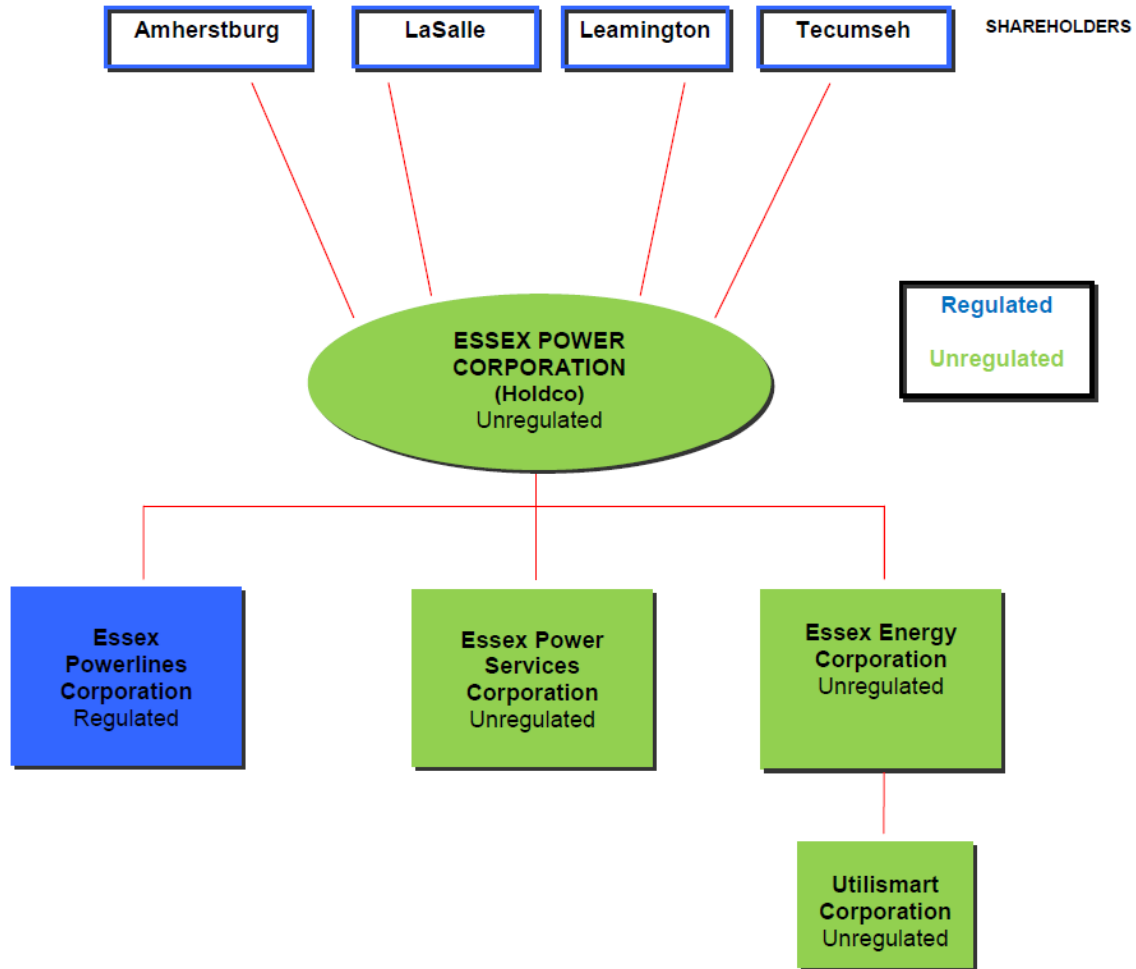 Amherstburg
LaSalle
Leamington
Tecumseh
SHAREHOLDERS
Regulated
Unregulated
ESSEX POWER
CORPORATION
(Holdco)
Unregulated
Essex
Powerlines
Corporation
Regulated
Essex Power
Services
Corporation
Unregulated
Essex Energy
Corporation
Unregulated
Utilismart
Corporation
Unregulated